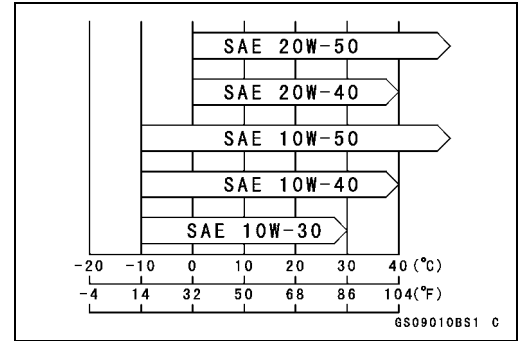 SAE 20W-50
SAE 20W-40
SAE 10W-50
SAE 10W-40
SAE 10W-30
-20 -10 0 10 20 30 40 (°C)
-4 14 32 50 68 86 104(°F)
GS09010BS1 C